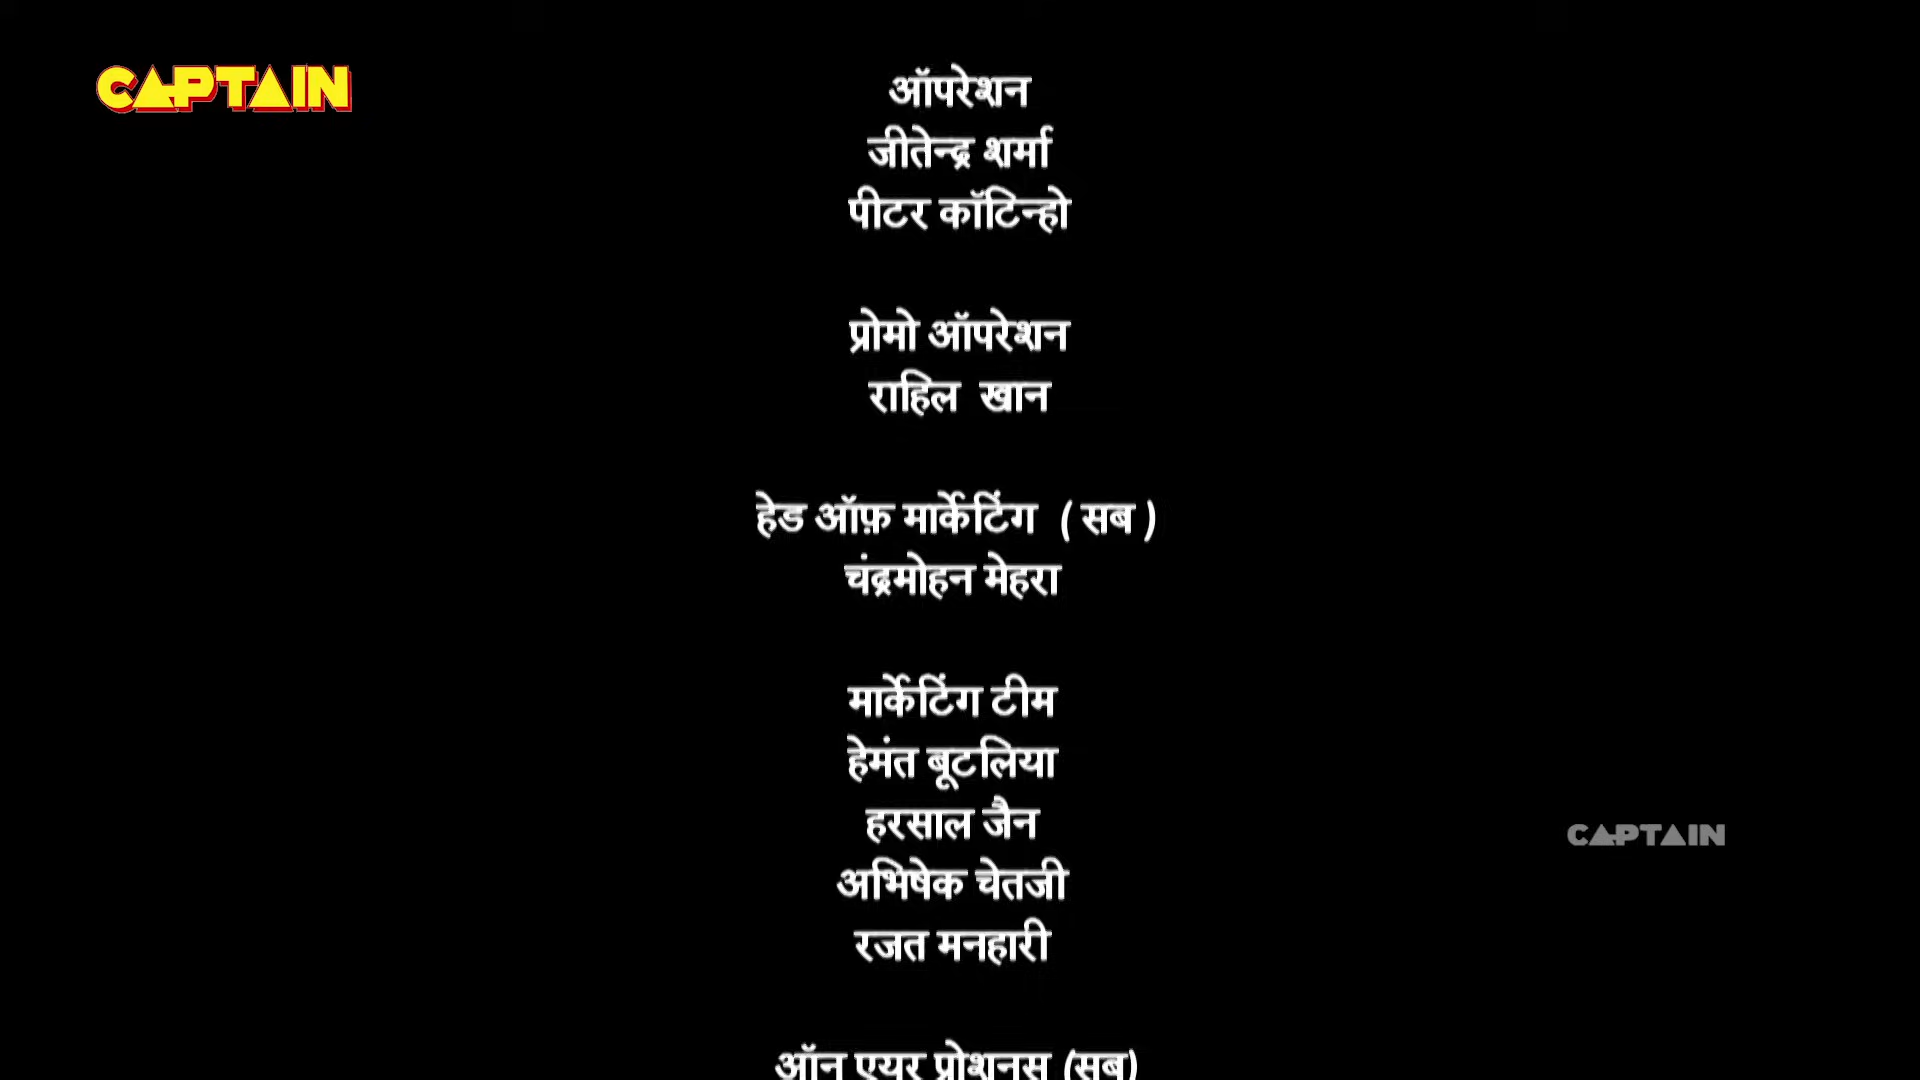 CAPTAIN
ऑपरेशन
जीतेन्द्र शर्मा
पीटर कॉटिन्हो
प्रोमो ऑपरेशन
राहिल खान
हेड ऑफ़ मार्केटिंग ( सब )
चंद्रमोहन मेहरा
मार्केटिंग टीम
हेमंत बूटलिया
हरसाल जैन
अभिषेक चेतजी
रजत मनहारी
CAPTAIN
ऑन एयर प्रोशनस (सब)